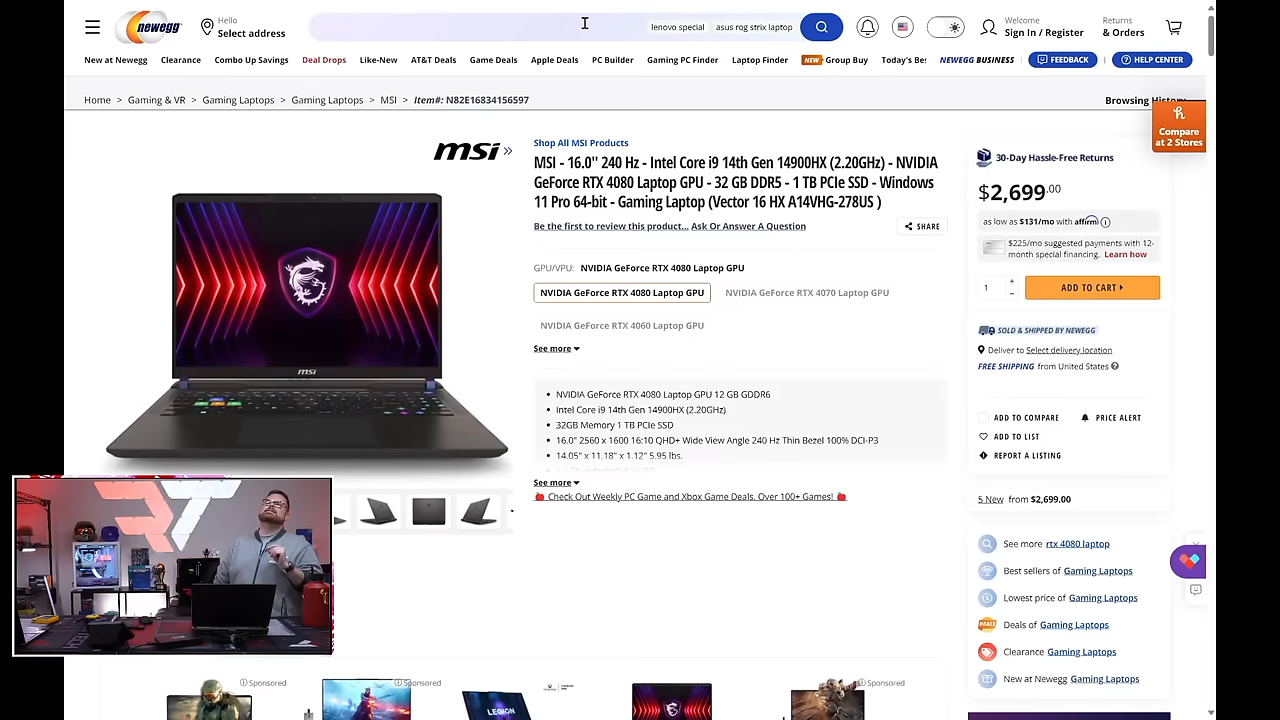 newegg
Hello
Select address
lenovo special
asus rog strix laptop
Welcome
Sign In / Register
Returns
& Orders
New at Newegg
Clearance
Combo Up Savings
Deal Drops
Like-New
AT&T Deals
Game Deals
Apple Deals
PC Builder
Gaming PC Finder
Laptop Finder
NEW Group Buy
Today's Be
NEWEGG BUSINESS
FEEDBACK
HELP CENTER
Home > Gaming & VR > Gaming Laptops > Gaming Laptops > MSI > Item#: N82E16834156597
Browsing History
Compare
at 2 Stores
msi
Shop All MSI Products
MSI - 16.0" 240 Hz - Intel Core i9 14th Gen 14900HX (2.20GHz) - NVIDIA
GeForce RTX 4080 Laptop GPU - 32 GB DDR5 - 1 TB PCIe SSD - Windows
11 Pro 64-bit - Gaming Laptop (Vector 16 HX A14VHG-278US )
Be the first to review this product... Ask Or Answer A Question
SHARE
GPU/VPU: NVIDIA GeForce RTX 4080 Laptop GPU
NVIDIA GeForce RTX 4080 Laptop GPU
NVIDIA GeForce RTX 4070 Laptop GPU
NVIDIA GeForce RTX 4060 Laptop GPU
See more
NVIDIA GeForce RTX 4080 Laptop GPU 12 GB GDDR6
Intel Core i9 14th Gen 14900HX (2.20GHz)
32GB Memory 1 TB PCIe SSD
16.0" 2560 x 1600 16:10 QHD+ Wide View Angle 240 Hz Thin Bezel 100% DCI-P3
14.05" x 11.18" x 1.12" 5.95 lbs.
See more
Check Out Weekly PC Game and Xbox Game Deals. Over 100+ Games!
msi
30-Day Hassle-Free Returns
$2,699.00
as low as $131/mo with affirm
$225/mo suggested payments with 12-
month special financing. Learn how
1
ADD TO CART
SOLD & SHIPPED BY NEWEGG
Deliver to Select delivery location
FREE SHIPPING from United States
ADD TO COMPARE
PRICE ALERT
ADD TO LIST
REPORT A LISTING
5 New from $2,699.00
See more rtx 4080 laptop
Best sellers of Gaming Laptops
Lowest price of Gaming Laptops
DEALS Deals of Gaming Laptops
Clearance Gaming Laptops
New at Newegg Gaming Laptops
Sponsored
Sponsored
Sponsored
LEGION